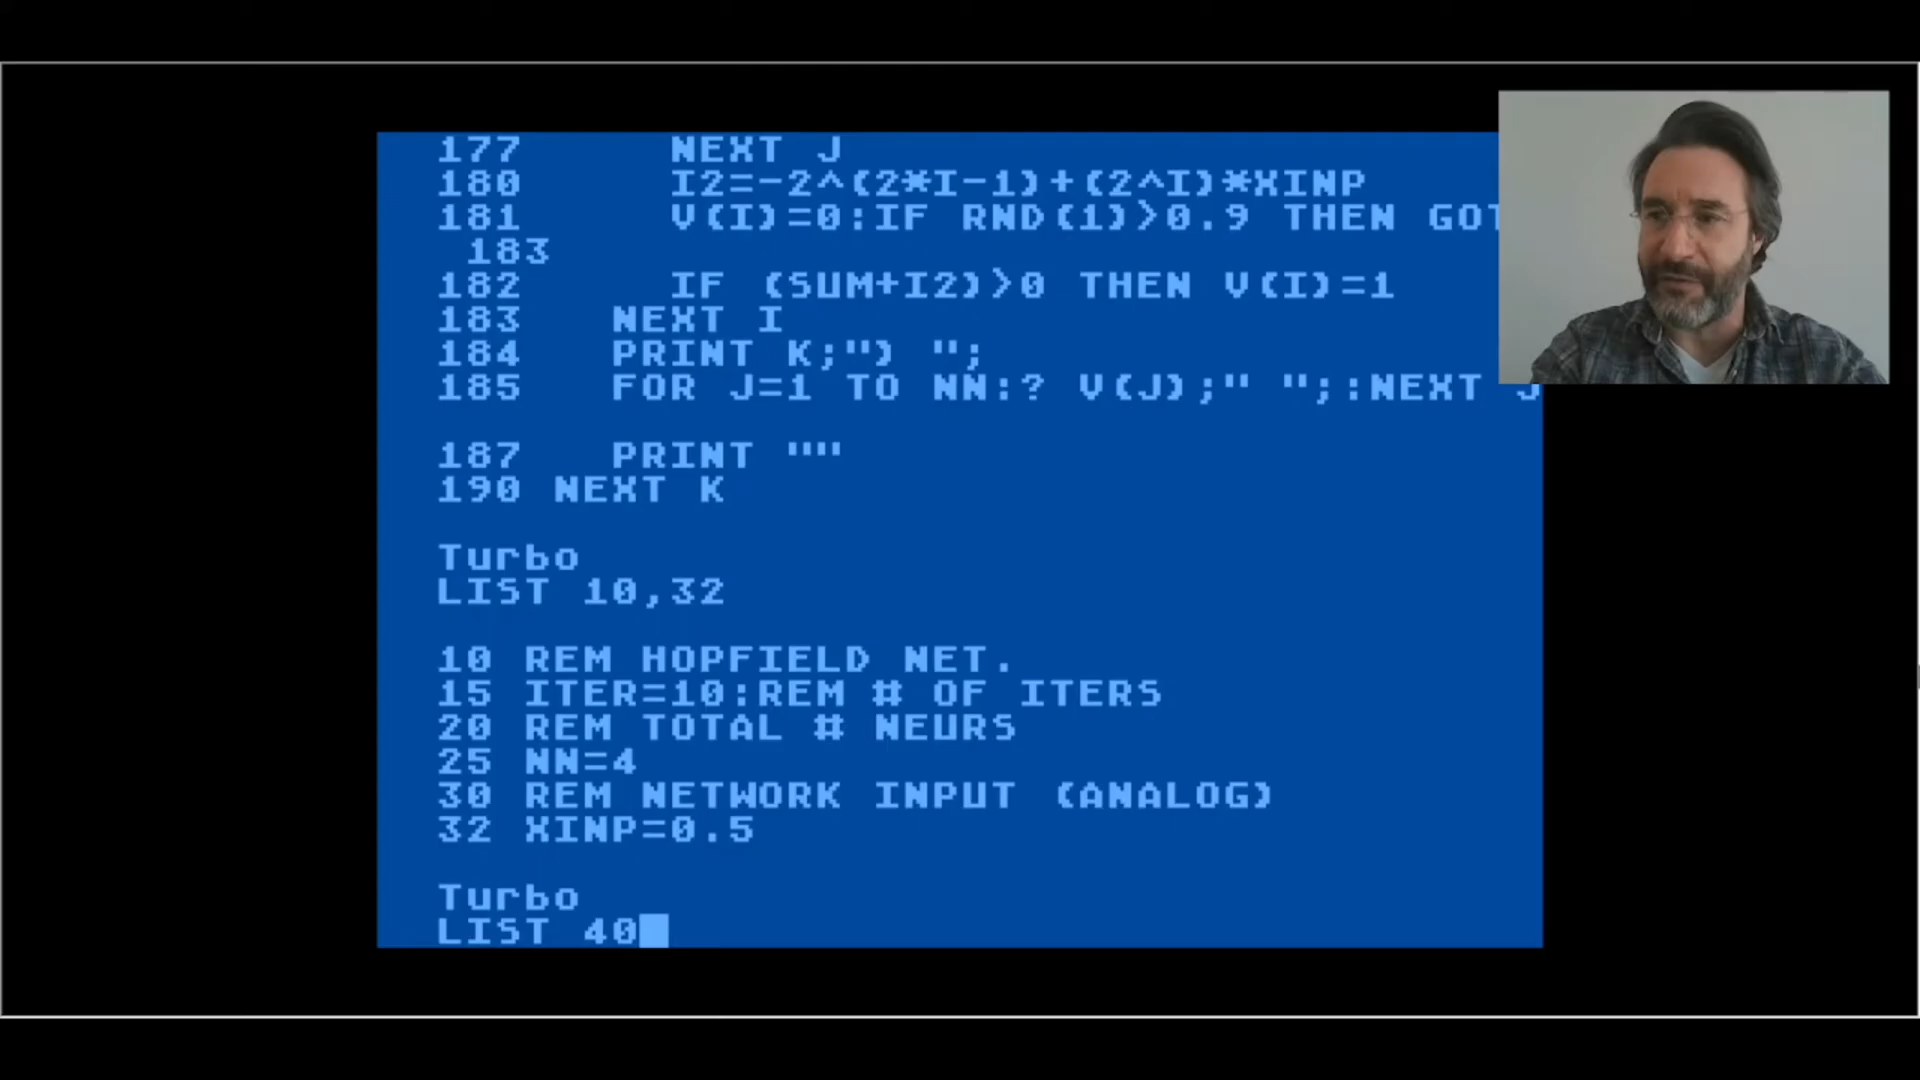 177 NEXT J
180 I2=-2^(2*I-1)+(2^I)*XINP
181 V(I)=0:IF RND(1)>0.9 THEN GOT
183
182 IF (SUM+I2)>0 THEN V(I)=1
183 NEXT I
184 PRINT K;") ";
185 FOR J=1 TO NN:? V(J);" ";:NEXT J
187 PRINT ""
190 NEXT K
Turbo
LIST 10,32
10 REM HOPFIELD NET.
15 ITER=10:REM # OF ITERS
20 REM TOTAL # NEURS
25 NN=4
30 REM NETWORK INPUT (ANALOG)
32 XINP=0.5
Turbo
LIST 40